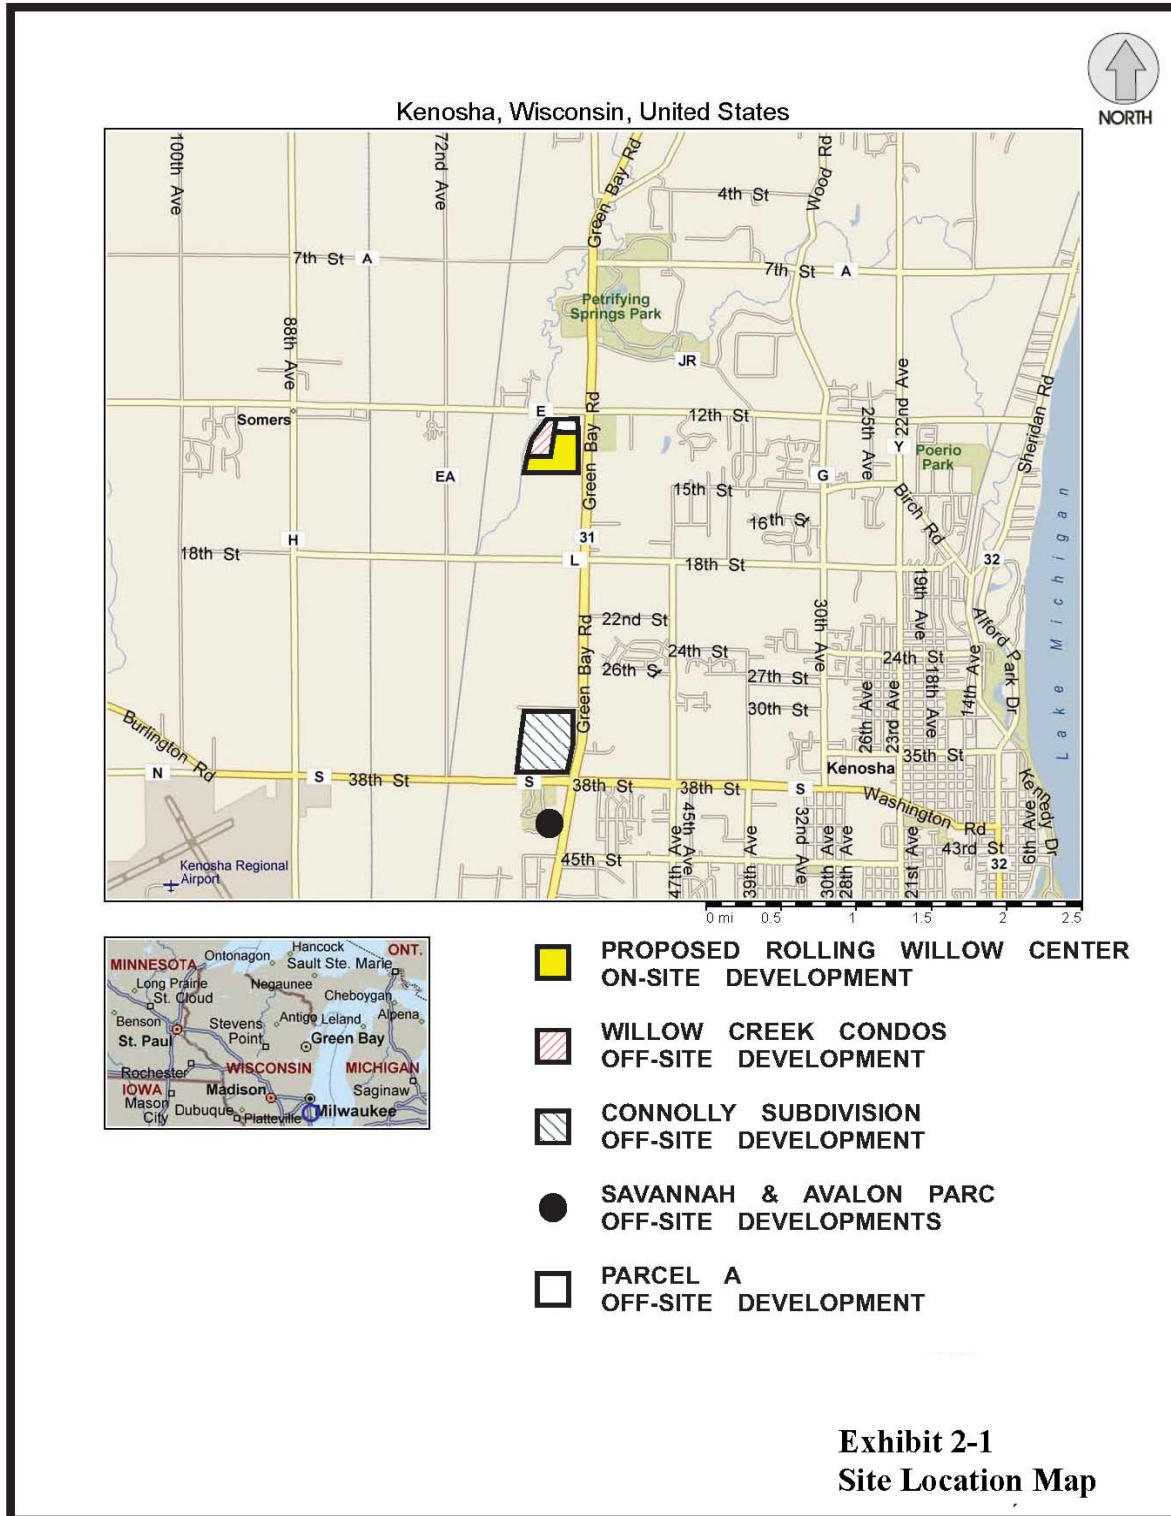 NORTH
Kenosha, Wisconsin, United States
100th Ave
72nd Ave
Green Bay Rd
Wood Rd
4th St
7th St A
7th St A
88th Ave
Petrifying
Springs Park
JR
22nd Ave
Sheridan Rd
E
12th St
25th Ave
Somers
Green Bay Rd
Y
Poerio
Park
EA
G
15th St
Birch Rd
16th St
31
H
18th St
L
18th St
32
Lake Michigan
19th Ave
30th Ave
22nd St
Alford Park Dr
24th St
24th St
Green Bay Rd
26th St
27th St
18th Ave
14th Ave
30th St
26th Ave
23rd Ave
35th St
Burlington Rd
N
S
38th St
S
38th St
38th St
S
Kenosha
Washington Rd
Kennedy Dr
6th Ave
45th Ave
32nd Ave
43rd St
32
Kenosha Regional
Airport
45th St
47th Ave
39th Ave
30th Ave
28th Ave
21st Ave
0 mi 0.5 1 1.5 2 2.5
MINNESOTA
Ontonagon
Hancock
Sault Ste. Marie
ONT.
Long Prairie
St. Cloud
Negaunee
Cheboygan
Benson
St. Paul
Stevens
Point
Antigo
Leland
Alpena
Green Bay
Rochester
WISCONSIN
MICHIGAN
IOWA
Mason
City
Madison
Saginaw
Dubuque
Platteville
Milwaukee
PROPOSED ROLLING WILLOW CENTER
ON-SITE DEVELOPMENT
WILLOW CREEK CONDOS
OFF-SITE DEVELOPMENT
CONNOLLY SUBDIVISION
OFF-SITE DEVELOPMENT
SAVANNAH & AVALON PARC
OFF-SITE DEVELOPMENTS
PARCEL A
OFF-SITE DEVELOPMENT
Exhibit 2-1
Site Location Map